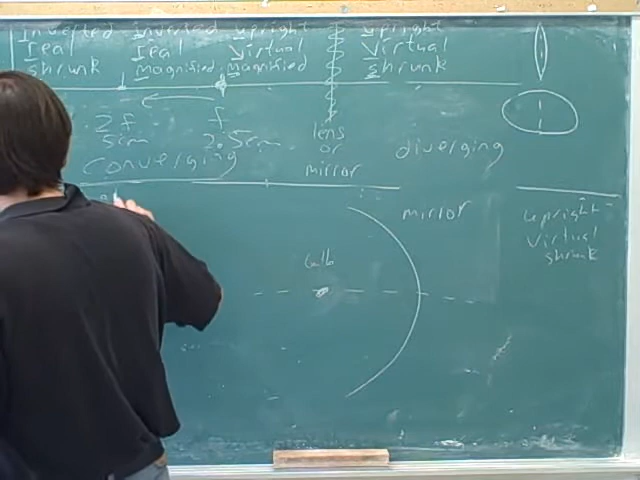 Inverted inverted upright upright
Real Real Virtual Virtual
Shrunk magnified magnified Shrunk
2f f
5cm 2.5cm
lens
or
mirror
converging
diverging
mirror
upright
virtual
shrunk